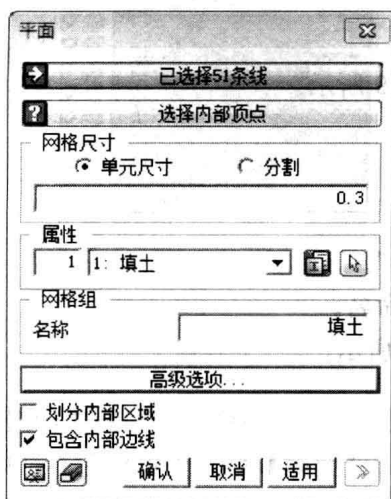 平面
已选择51条线
选择内部顶点
网格尺寸
单元尺寸 分割
0.3
属性
1 1: 填土
网格组
名称 填土
高级选项...
划分内部区域
包含内部边线
确认 取消 适用